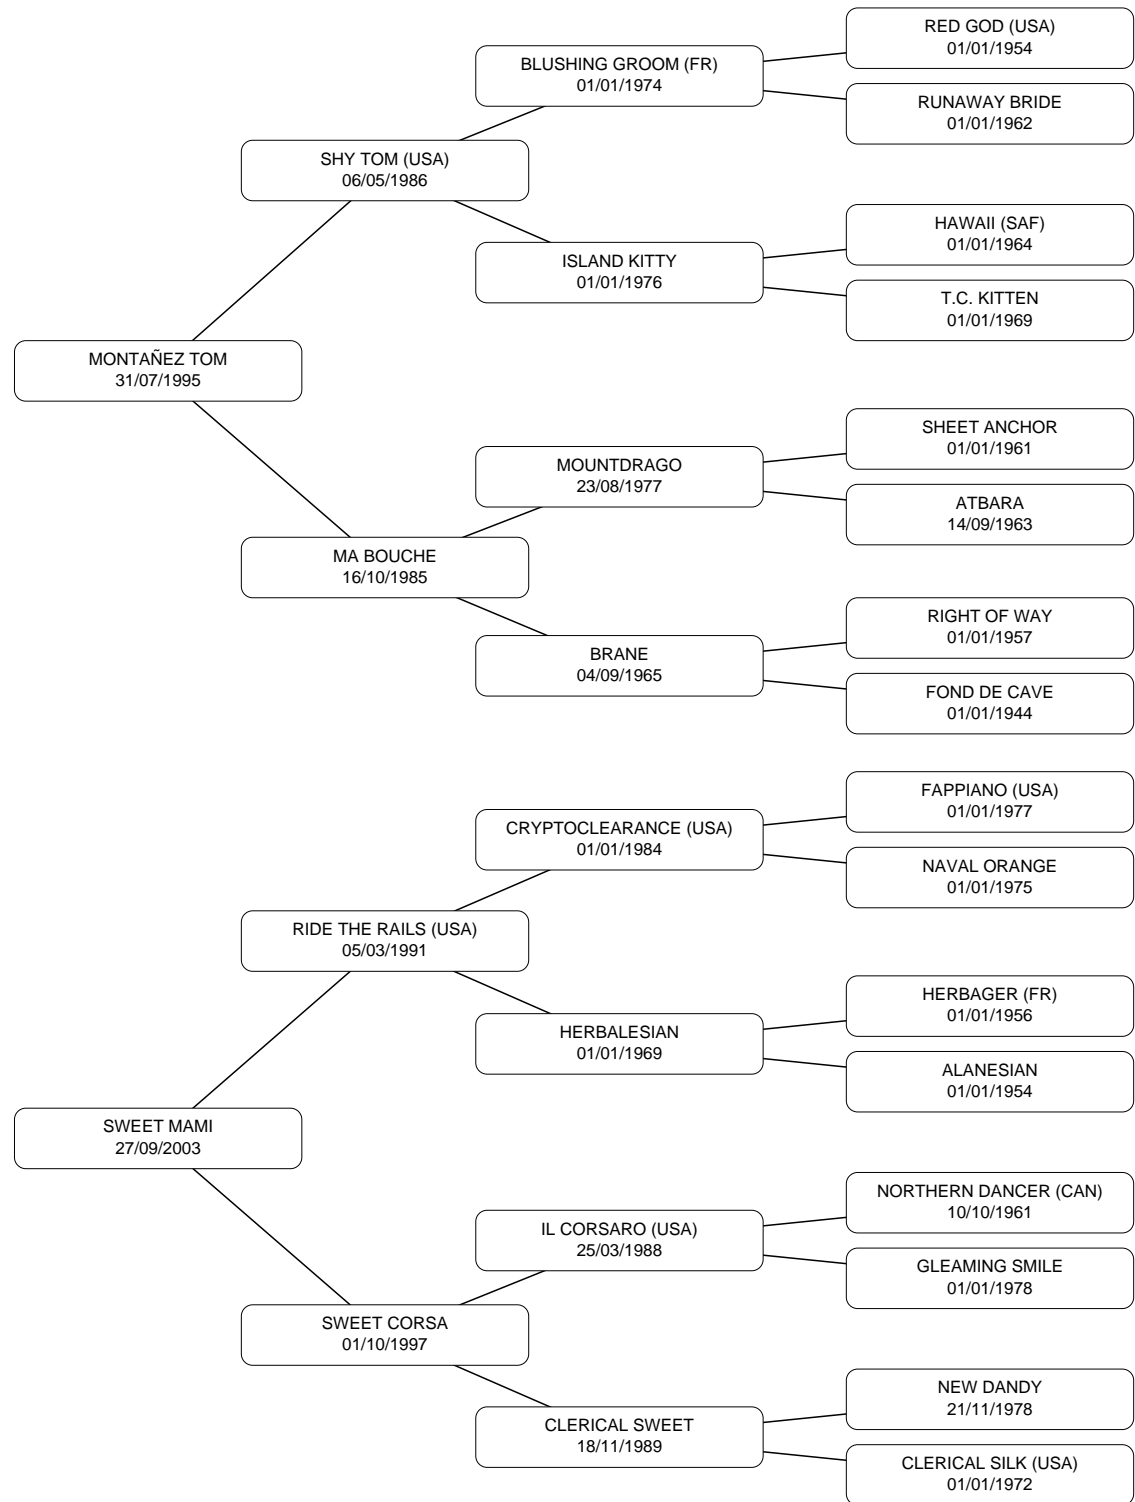 RED GOD (USA)
01/01/1954
BLUSHING GROOM (FR)
01/01/1974
RUNAWAY BRIDE
01/01/1962
SHY TOM (USA)
06/05/1986
HAWAII (SAF)
01/01/1964
ISLAND KITTY
01/01/1976
T.C. KITTEN
01/01/1969
MONTAÑEZ TOM
31/07/1995
SHEET ANCHOR
01/01/1961
MOUNTDRAGO
23/08/1977
ATBARA
14/09/1963
MA BOUCHE
16/10/1985
RIGHT OF WAY
01/01/1957
BRANE
04/09/1965
FOND DE CAVE
01/01/1944
FAPPIANO (USA)
01/01/1977
CRYPTOCLEARANCE (USA)
01/01/1984
NAVAL ORANGE
01/01/1975
RIDE THE RAILS (USA)
05/03/1991
HERBAGER (FR)
01/01/1956
HERBALESIAN
01/01/1969
ALANESIAN
01/01/1954
SWEET MAMI
27/09/2003
NORTHERN DANCER (CAN)
10/10/1961
IL CORSARO (USA)
25/03/1988
GLEAMING SMILE
01/01/1978
SWEET CORSA
01/10/1997
NEW DANDY
21/11/1978
CLERICAL SWEET
18/11/1989
CLERICAL SILK (USA)
01/01/1972